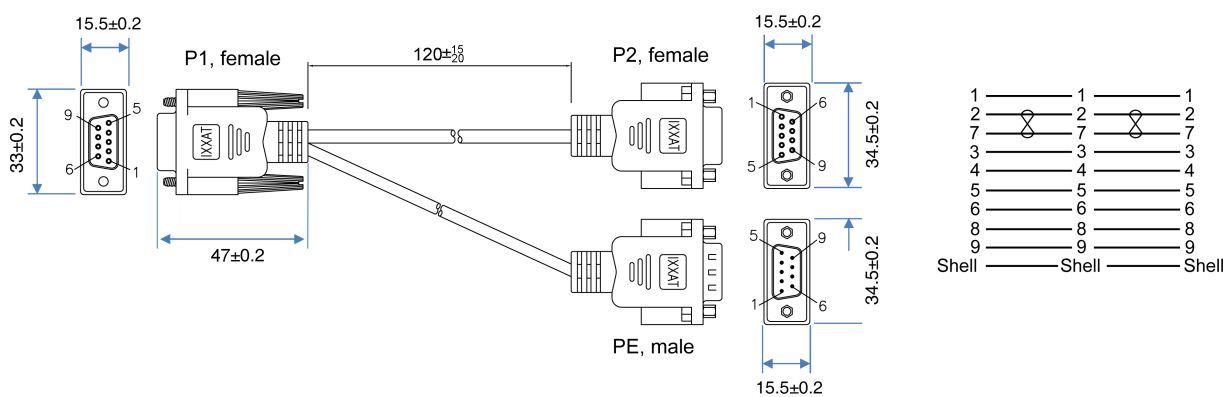 15.5±0.2
P1, female
120±15/20
P2, female
15.5±0.2
33±0.2
9
5
6
1
IXXAT
IXXAT
1
6
5
9
34.5±0.2
47±0.2
IXXAT
5
9
1
6
34.5±0.2
PE, male
15.5±0.2
1 1 1
2 2 2
7 7 7
3 3 3
4 4 4
5 5 5
6 6 6
8 8 8
9 9 9
Shell Shell Shell